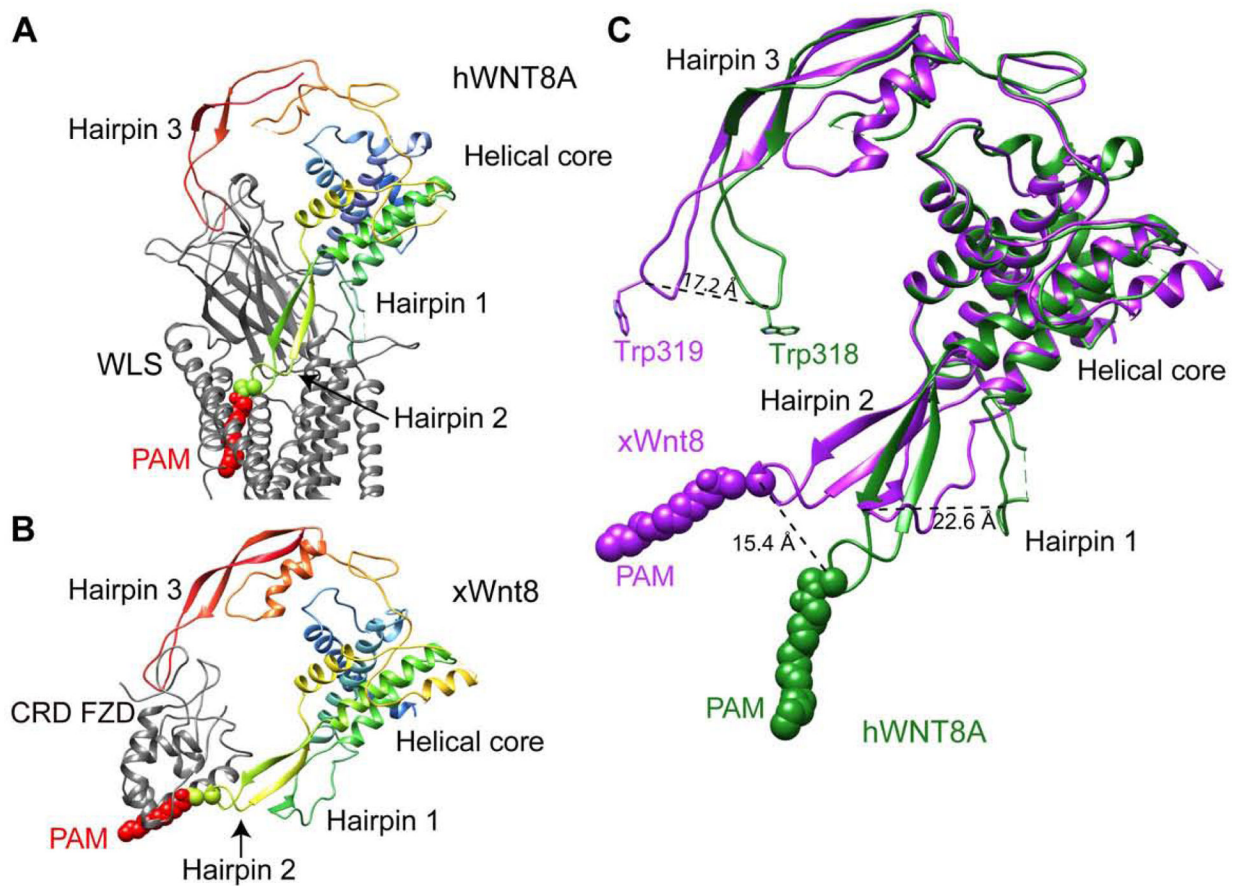 A
hWNT8A
Hairpin 3
Helical core
Hairpin 1
WLS
Hairpin 2
PAM
B
Hairpin 3
xWnt8
CRD FZD
Helical core
PAM
Hairpin 1
Hairpin 2
C
Hairpin 3
17.2 Å
Trp319
Trp318
Helical core
Hairpin 2
xWnt8
22.6 Å
15.4 Å
Hairpin 1
PAM
PAM
hWNT8A